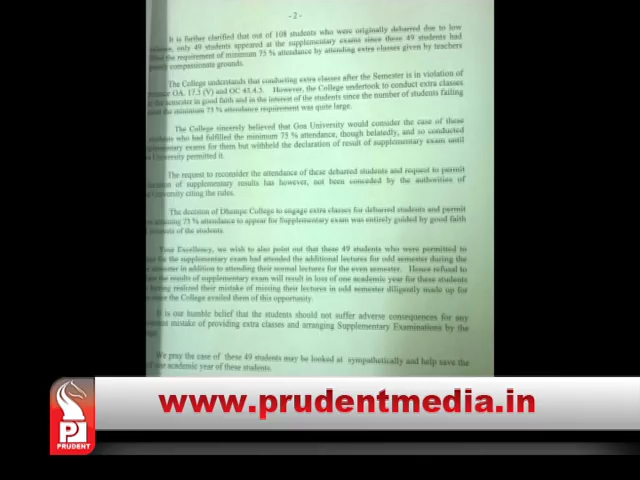 - 2 -
It is further clarified that out of 108 students who were originally debarred due to low
only 49 students appeared at the supplementary exams since these 49 students had
the requirement of minimum 75 % attendance by attending extra classes given by teachers
compassionate grounds.
The College understands that conducting extra classes after the Semester is in violation of
OA. 17.5 (V) and OC 45.4.5. However, the College undertook to conduct extra classes
semester in good faith and in the interest of the students since the number of students failing
the minimum 75 % attendance requirement was quite large.
The College sincerely believed that Goa University would consider the case of these
who had fulfilled the minimum 75 % attendance, though belatedly, and so conducted
exams for them but withheld the declaration of result of supplementary exam until
University permitted it.
The request to reconsider the attendance of these debarred students and request to permit
of supplementary results has however, not been conceded by the authorities of
University citing the rules.
The decision of Dhempe College to engage extra classes for debarred students and permit
75 % attendance to appear for Supplementary exam was entirely guided by good faith
of the students.
Your Excellency, we wish to also point out that these 49 students who were permitted to
for the supplementary exam had attended the additional lectures for odd semester during the
semester in addition to attending their normal lectures for the even semester. Hence refusal to
the results of supplementary exam will result in loss of one academic year for these students
having realized their mistake of missing their lectures in odd semester diligently made up for
since the College availed them of this opportunity.
It is our humble belief that the students should not suffer adverse consequences for any
mistake of providing extra classes and arranging Supplementary Examinations by the
We pray the case of these 49 students may be looked at sympathetically and help save the
of one academic year of these students.
www.prudentmedia.in
PRUDENT